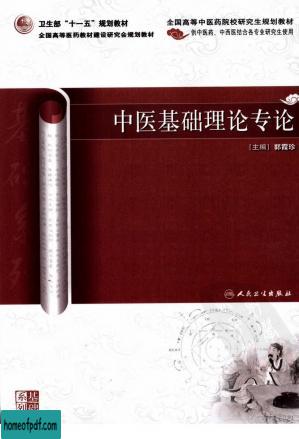 卫生部“十一五”规划教材
全国高等医药教材建设研究会规划教材
全国高等中医药院校研究生规划教材
供中医药、中西医结合各专业研究生使用
中医基础理论专论
[主编] 郭霞珍
人民卫生出版社
基础
系列
homeofpdf.com